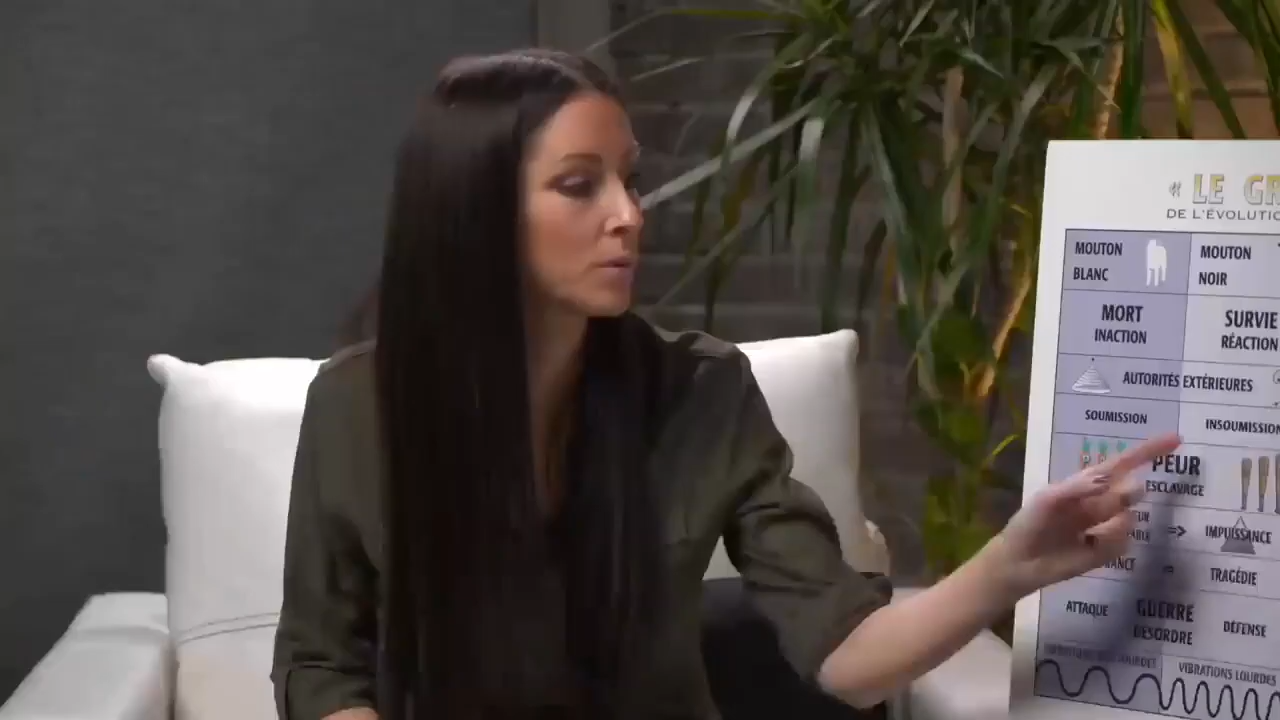 « LE GR
DE L'ÉVOLUTIO
MOUTON
BLANC
MOUTON
NOIR
MORT
INACTION
SURVIE
RÉACTION
AUTORITÉS EXTÉRIEURES
SOUMISSION
INSOUMISSION
PEUR
ESCLAVAGE
=> IMPUISSANCE
= TRAGÉDIE
ATTAQUE
GUERRE
DÉSORDRE
DÉFENSE
VIBRATIONS LOURDES